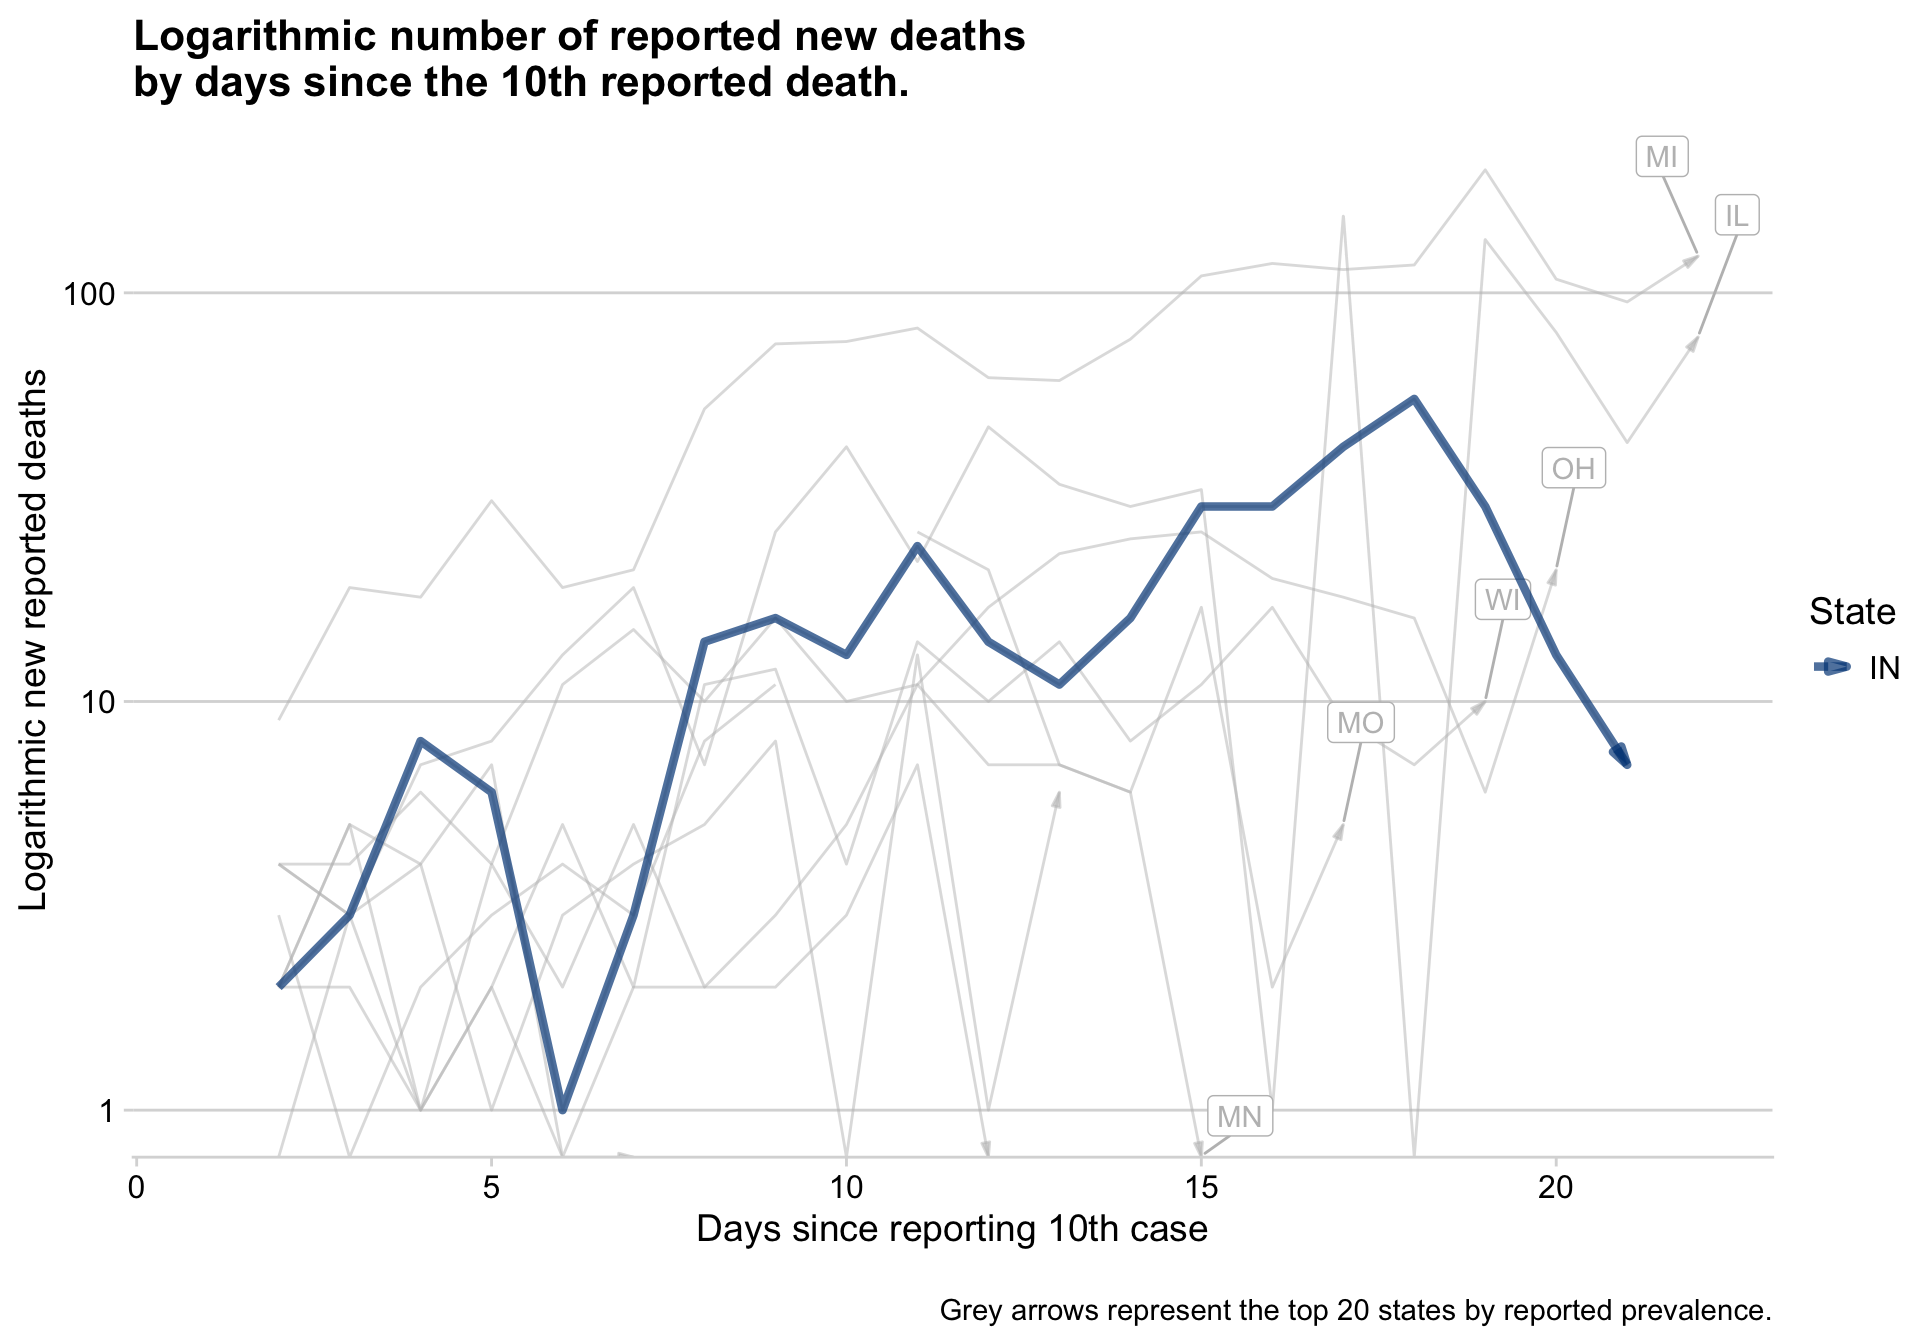 Logarithmic number of reported new deaths
by days since the 10th reported death.
MI
IL
100
OH
WI
State
IN
10
MO
Logarithmic new reported deaths
1
MN
0
5
10
15
20
Days since reporting 10th case
Grey arrows represent the top 20 states by reported prevalence.